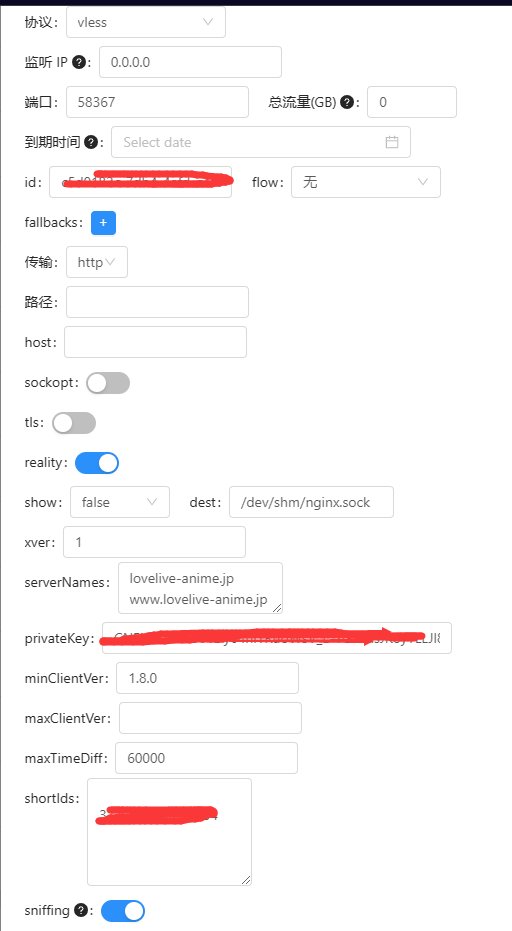 协议: vless
监听 IP ?: 0.0.0.0
端口: 58367 总流量(GB) ?: 0
到期时间 ?: Select date
id: flow: 无
fallbacks: +
传输: http
路径:
host:
sockopt:
tls:
reality:
show: false dest: /dev/shm/nginx.sock
xver: 1
serverNames: lovelive-anime.jp
www.lovelive-anime.jp
privateKey:
minClientVer: 1.8.0
maxClientVer:
maxTimeDiff: 60000
shortIds:
sniffing ?: